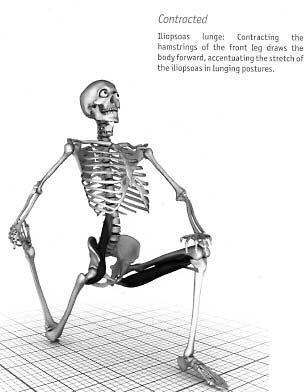 Contracted
Iliopsoas lunge: Contracting the
hamstrings of the front leg draws the
body forward, accentuating the stretch of
the iliopsoas in lunging postures.